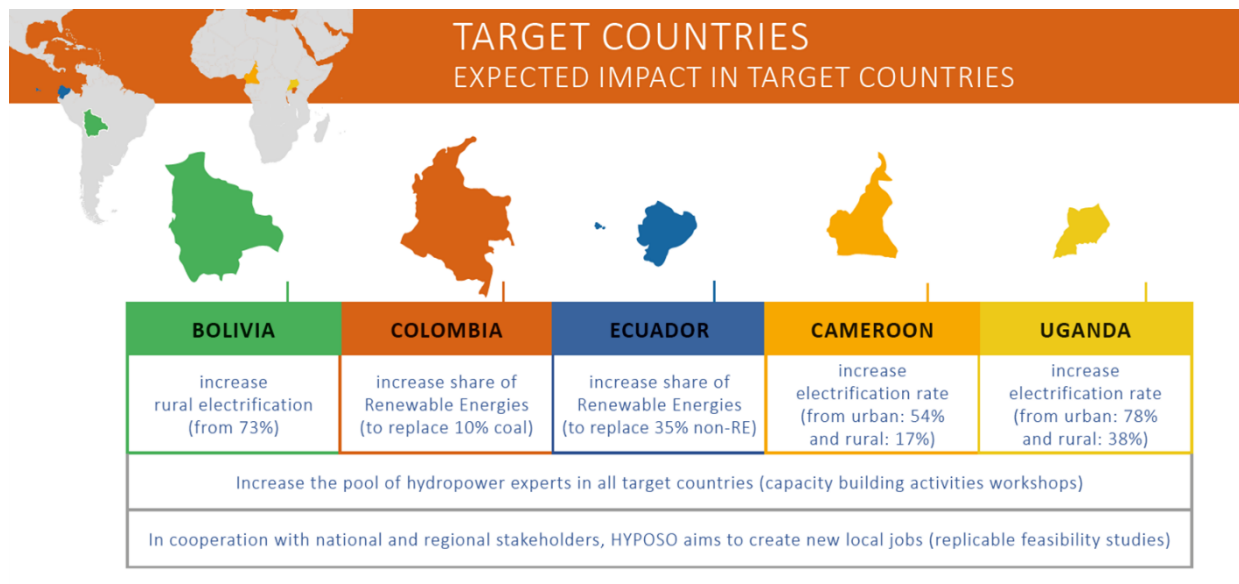 TARGET COUNTRIES
EXPECTED IMPACT IN TARGET COUNTRIES
BOLIVIA
increase
rural electrification
(from 73%)
COLOMBIA
increase share of
Renewable Energies
(to replace 10% coal)
ECUADOR
increase share of
Renewable Energies
(to replace 35% non-RE)
CAMEROON
increase
electrification rate
(from urban: 54%
and rural: 17%)
UGANDA
increase
electrification rate
(from urban: 78%
and rural: 38%)
Increase the pool of hydropower experts in all target countries (capacity building activities workshops)
In cooperation with national and regional stakeholders, HYPOSO aims to create new local jobs (replicable feasibility studies)